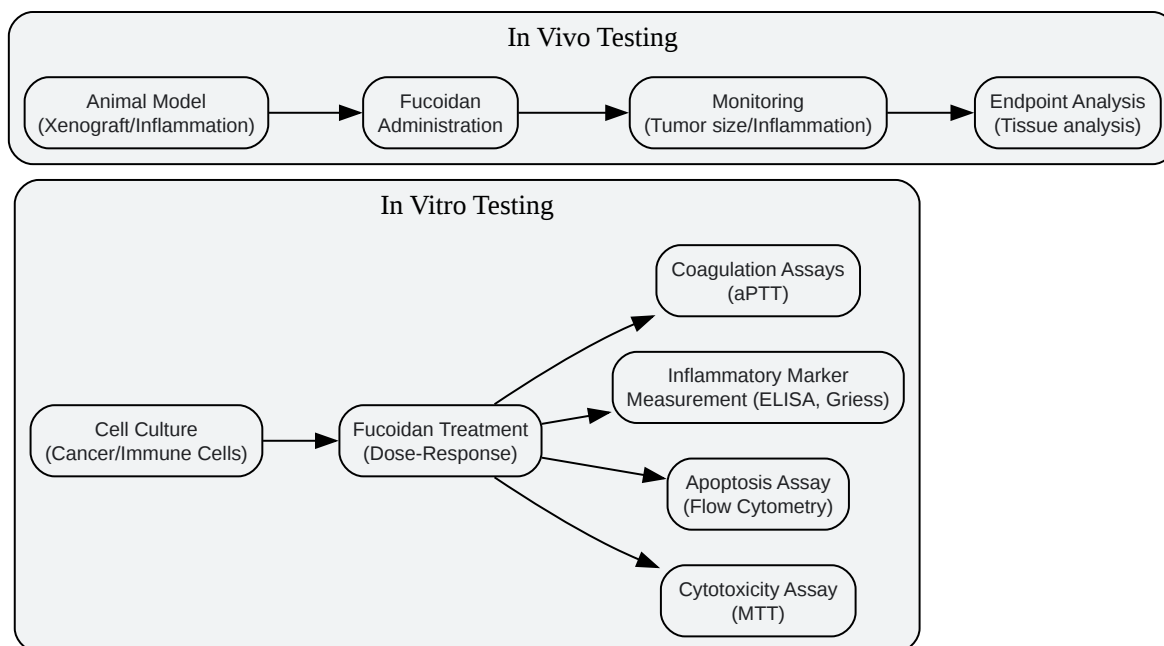 In Vivo Testing
Animal Model
(Xenograft/Inflammation)
Fucoidan
Administration
Monitoring
(Tumor size/Inflammation)
Endpoint Analysis
(Tissue analysis)
In Vitro Testing
Cell Culture
(Cancer/Immune Cells)
Fucoidan Treatment
(Dose-Response)
Coagulation Assays
(aPTT)
Inflammatory Marker
Measurement (ELISA, Griess)
Apoptosis Assay
(Flow Cytometry)
Cytotoxicity Assay
(MTT)